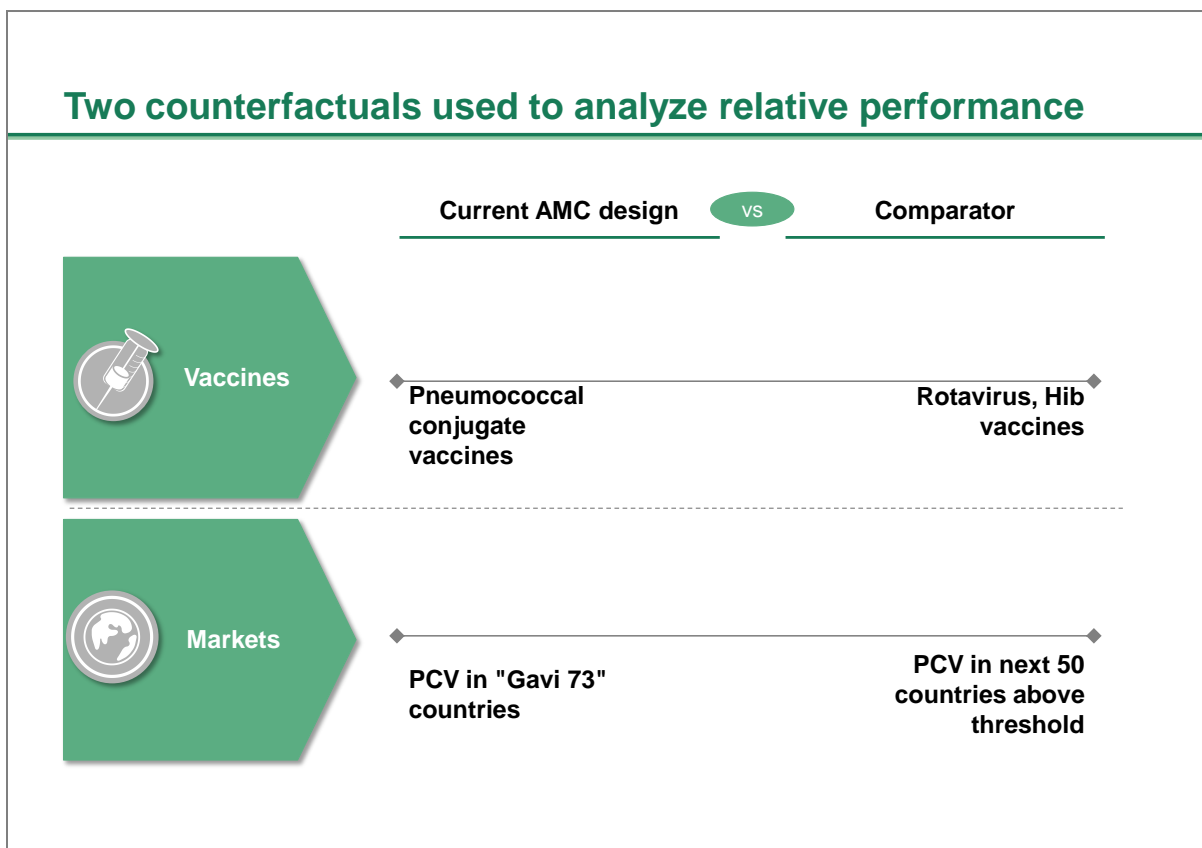 Two counterfactuals used to analyze relative performance
Current AMC design
vs
Comparator
Vaccines
Pneumococcal
conjugate
vaccines
Rotavirus, Hib
vaccines
Markets
PCV in "Gavi 73"
countries
PCV in next 50
countries above
threshold